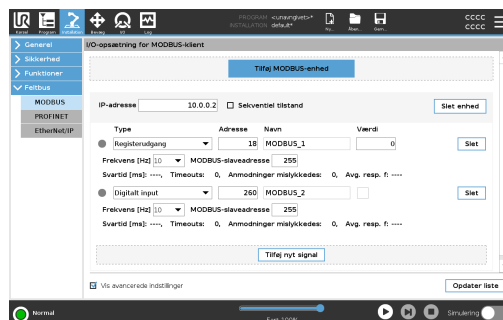 PROGRAM <unavngivet>*
INSTALLATION default*
CCCC
CCCC
Kørsel Program Installation Bevæg I/O Log Ny... Åbn... Gem...
Generel
Sikkerhed
Funktioner
Feltbus
MODBUS
PROFINET
EtherNet/IP
I/O-opsætning for MODBUS-klient
Tilføj MODBUS-enhed
IP-adresse 10.0.0.2 Sekventiel tilstand Slet enhed
Type Adresse Navn Værdi
Registerudgang 18 MODBUS_1 0 Slet
Frekvens [Hz] 10 MODBUS-slaveadresse 255
Svartid [ms]: ----, Timeouts: 0, Anmodninger mislykkedes: 0, Avg. resp. f: ----
Digitalt input 260 MODBUS_2 Slet
Frekvens [Hz] 10 MODBUS-slaveadresse 255
Svartid [ms]: ----, Timeouts: 0, Anmodninger mislykkedes: 0, Avg. resp. f: ----
Tilføj nyt signal
Vis avancerede indstillinger Opdater liste
Normal
100%
Simulering